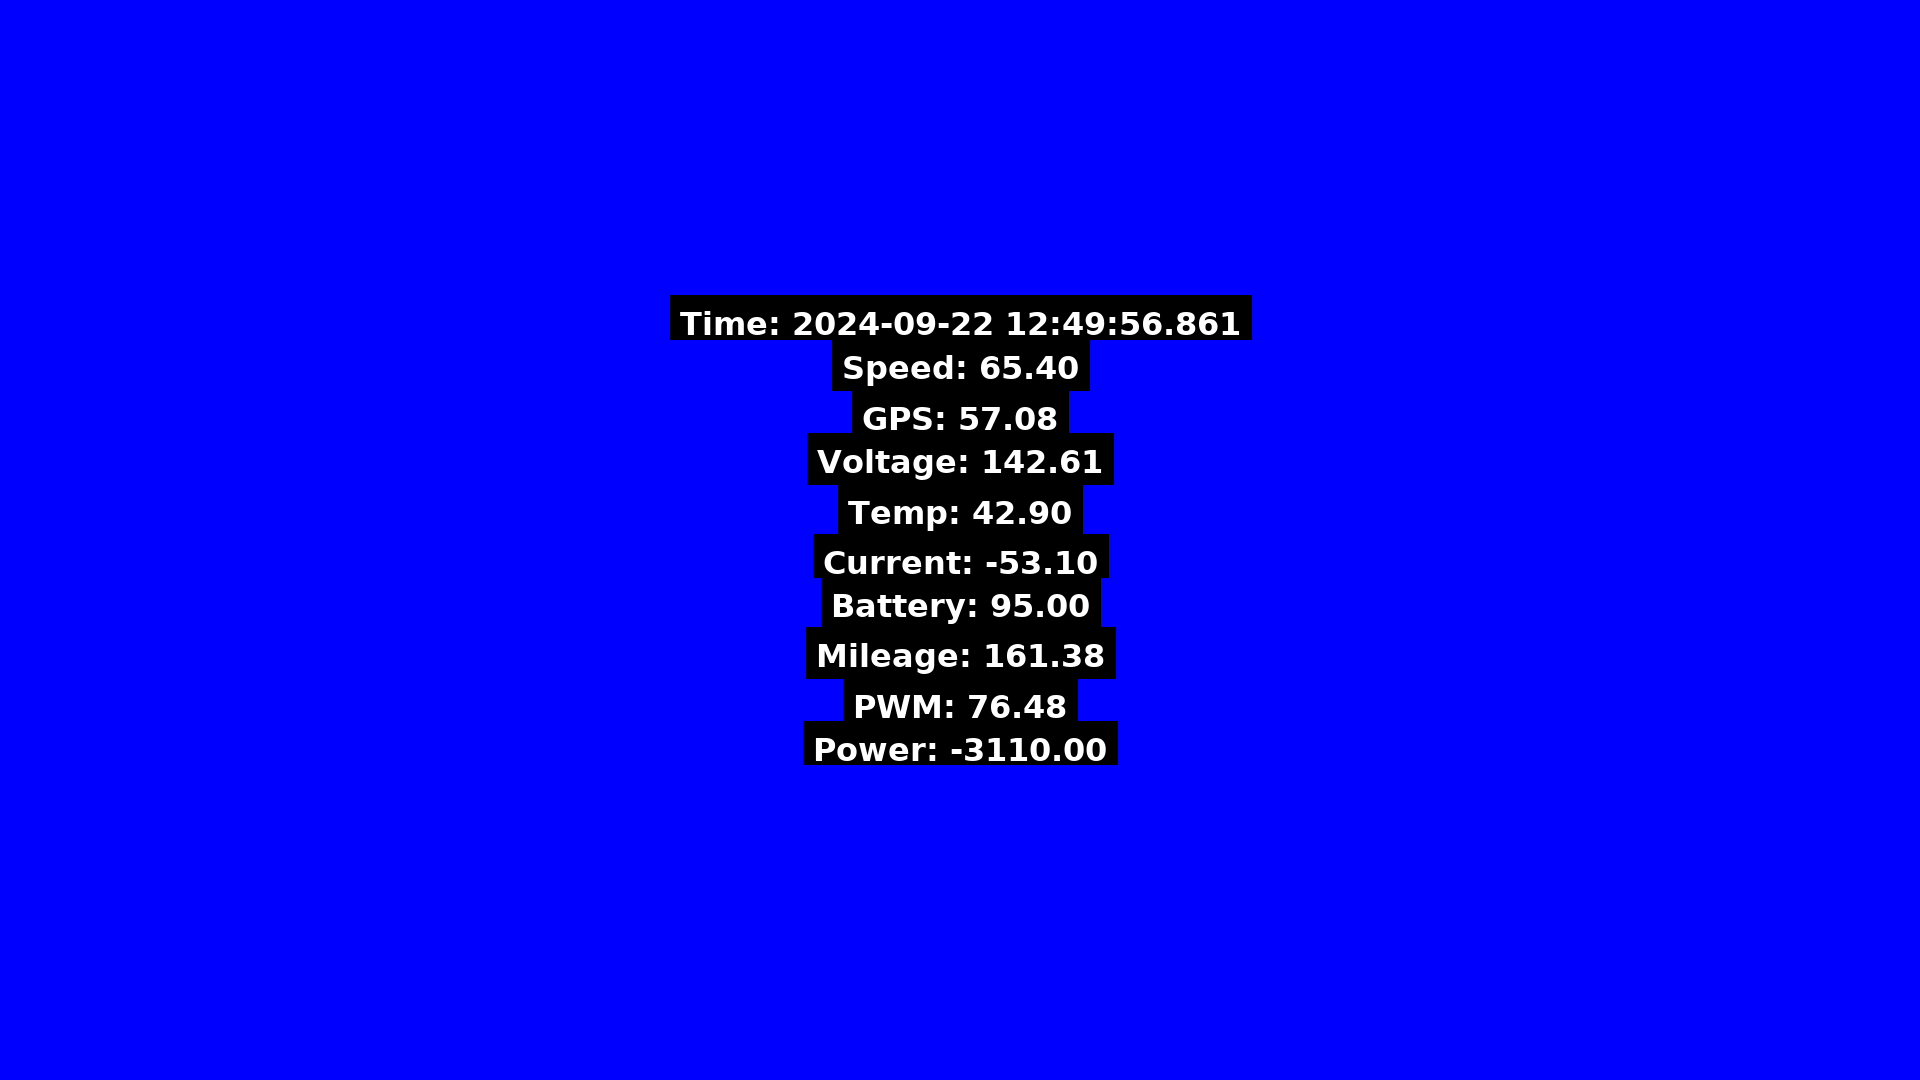 Time: 2024-09-22 12:49:56.861
Speed: 65.40
GPS: 57.08
Voltage: 142.61
Temp: 42.90
Current: -53.10
Battery: 95.00
Mileage: 161.38
PWM: 76.48
Power: -3110.00